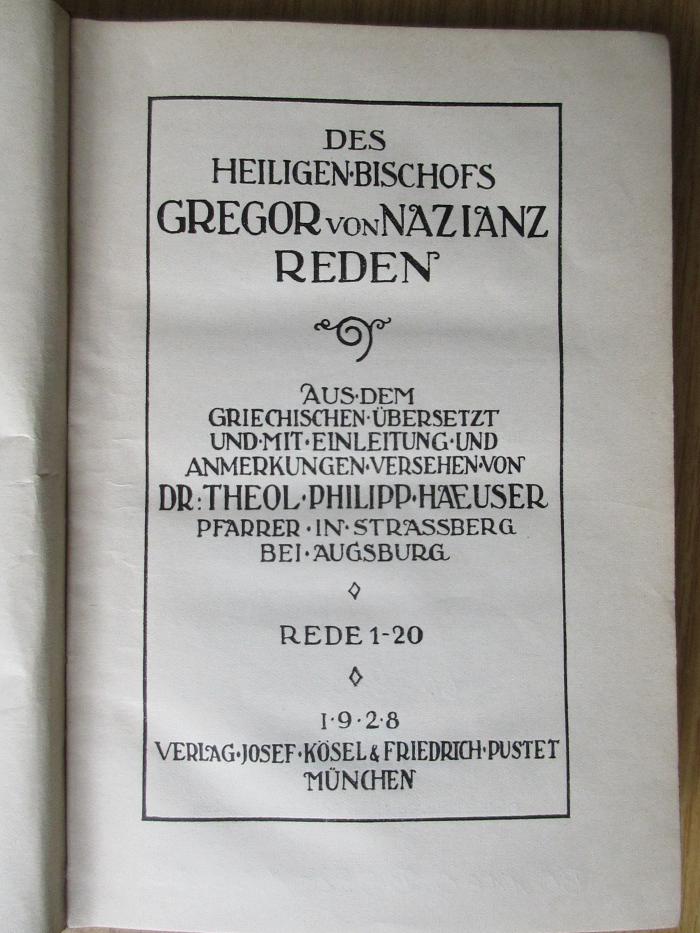 DES
HEILIGEN·BISCHOFS
GREGOR VON NAZIANZ
REDEN
AUS·DEM
GRIECHISCHEN·ÜBERSETZT
UND·MIT·EINLEITUNG·UND
ANMERKUNGEN·VERSEHEN·VON
DR: THEOL·PHILIPP·HAEUSER
PFARRER·IN·STRASSBERG
BEI·AUGSBURG
REDE 1-20
1·9·2·8
VERLAG·JOSEF·KÖSEL & FRIEDRICH·PUSTET
MÜNCHEN